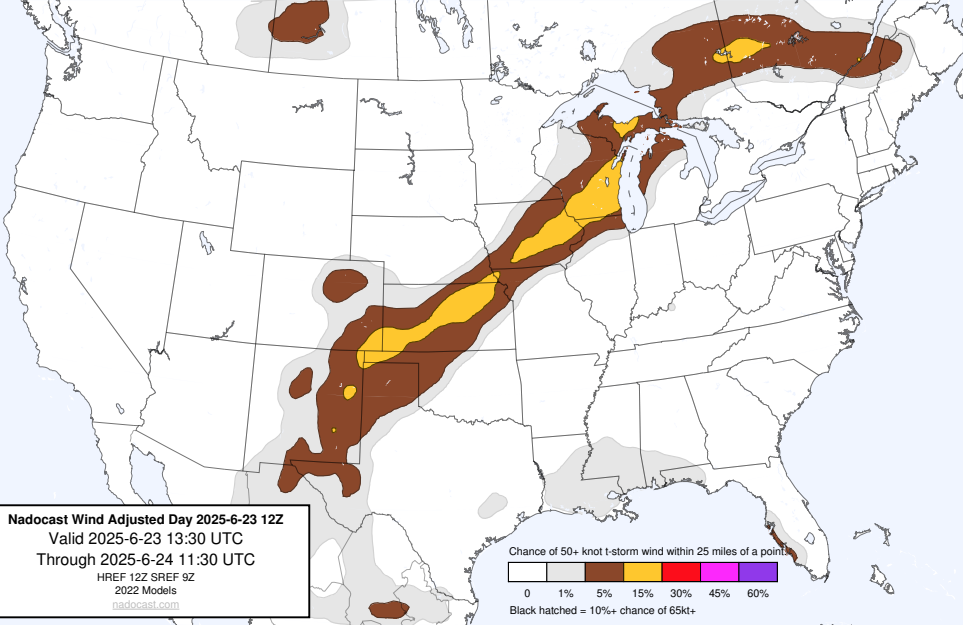 Nadocast Wind Adjusted Day 2025-6-23 12Z
Valid 2025-6-23 13:30 UTC
Through 2025-6-24 11:30 UTC
HREF 12Z SREF 9Z
2022 Models
nadocast.com
Chance of 50+ knot t-storm wind within 25 miles of a point.
0 1% 5% 15% 30% 45% 60%
Black hatched = 10%+ chance of 65kt+